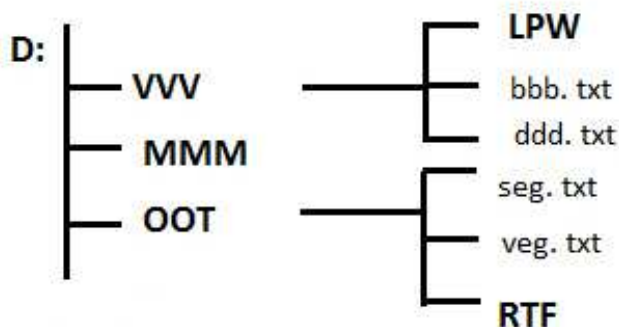 D:
VVV
MMM
OOT
LPW
bbb. txt
ddd. txt
seg. txt
veg. txt
RTF